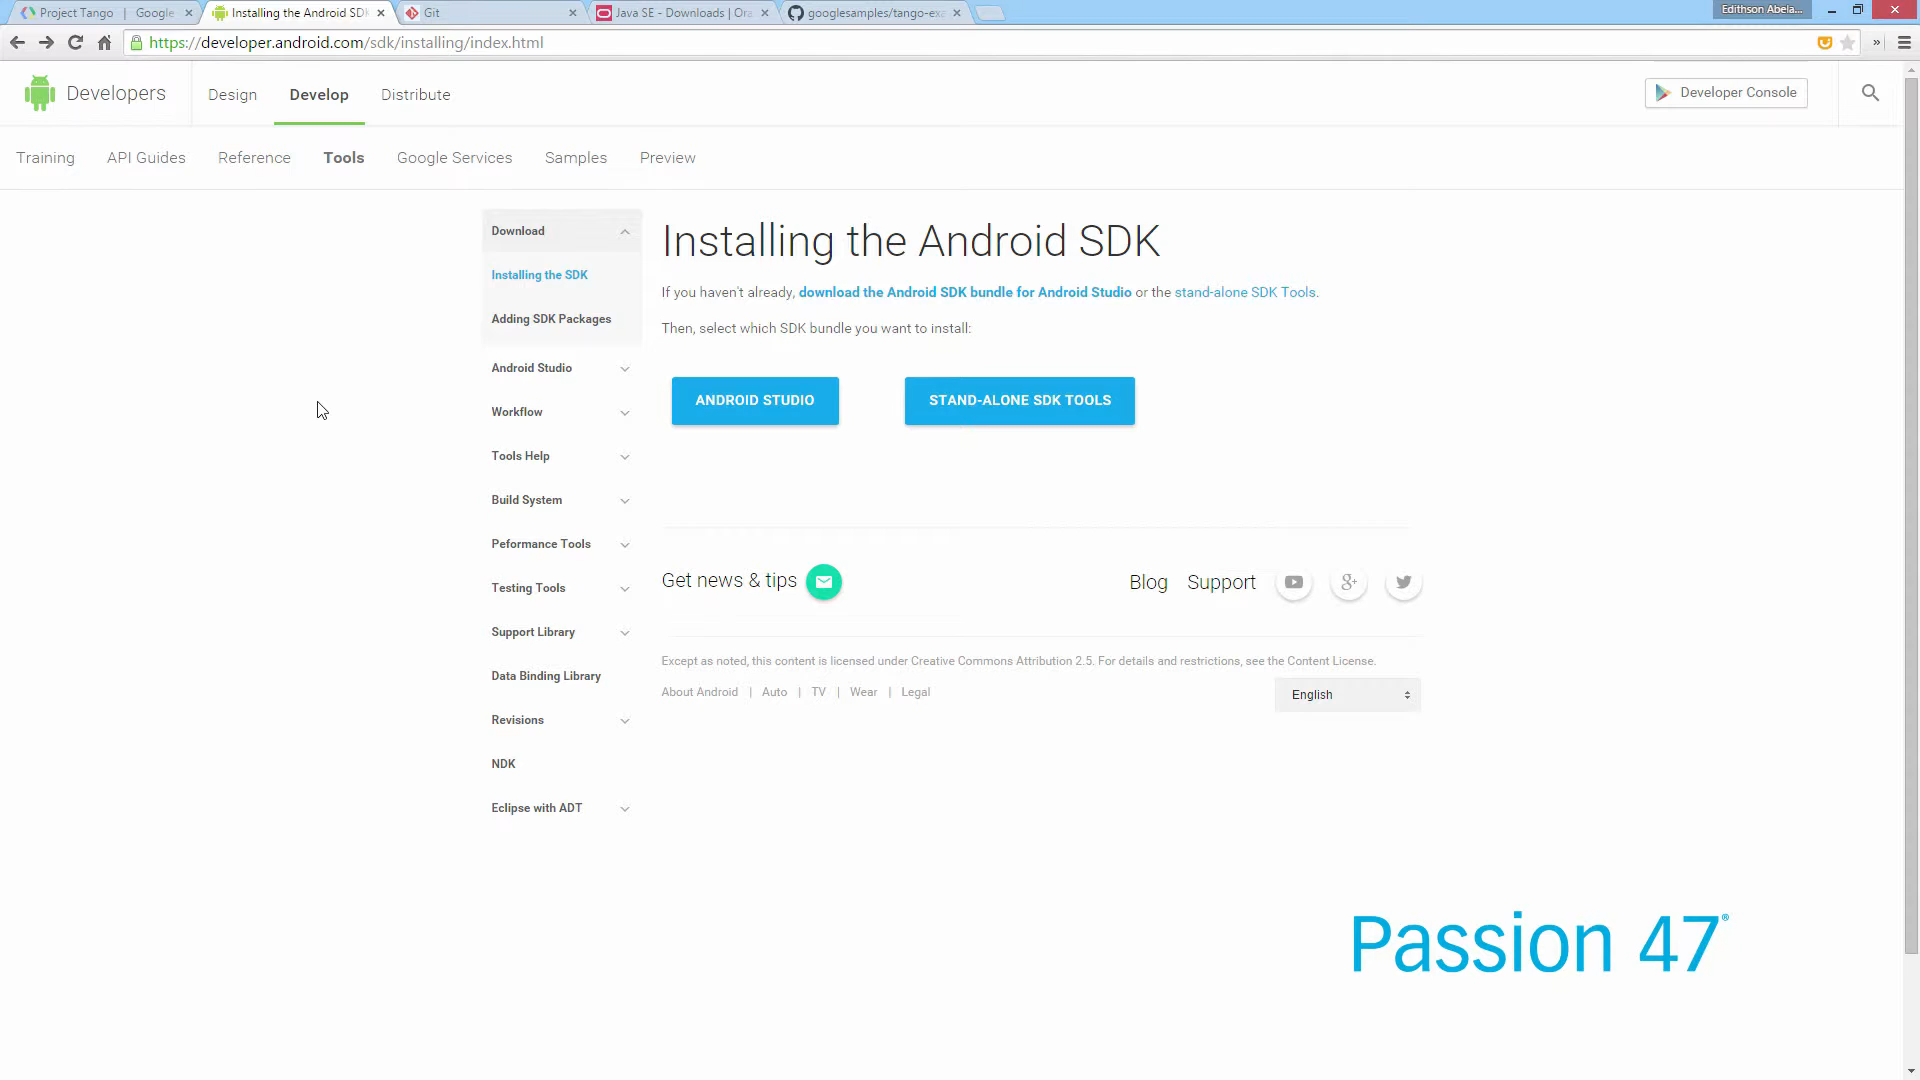 Project Tango | Google
Installing the Android SD
Git
Java SE - Downloads | Ora
googlesamples/tango-exa
Edithson Abela...
https://developer.android.com/sdk/installing/index.html
Developers
Design
Develop
Distribute
Developer Console
Training
API Guides
Reference
Tools
Google Services
Samples
Preview
Download
Installing the SDK
Adding SDK Packages
Android Studio
Workflow
Tools Help
Build System
Peformance Tools
Testing Tools
Support Library
Data Binding Library
Revisions
NDK
Eclipse with ADT
Installing the Android SDK
If you haven't already, download the Android SDK bundle for Android Studio or the stand-alone SDK Tools.
Then, select which SDK bundle you want to install:
ANDROID STUDIO
STAND-ALONE SDK TOOLS
Get news & tips
Blog
Support
Except as noted, this content is licensed under Creative Commons Attribution 2.5. For details and restrictions, see the Content License.
About Android | Auto | TV | Wear | Legal
English
Passion 47®